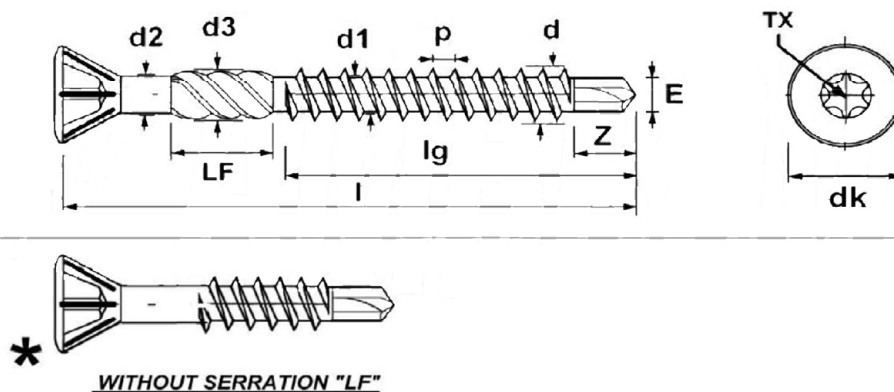 d2
d3
d1
p
d
E
LF
lg
Z
l
TX
dk
*
WITHOUT SERRATION "LF"